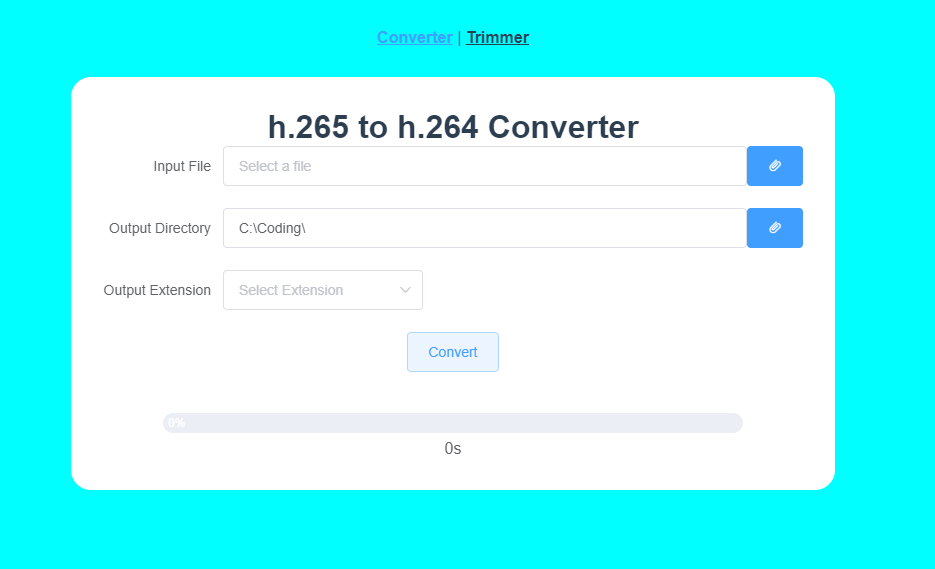 Converter | Trimmer
h.265 to h.264 Converter
Input File Select a file
Output Directory C:\Coding\
Output Extension Select Extension
Convert
0%
0s